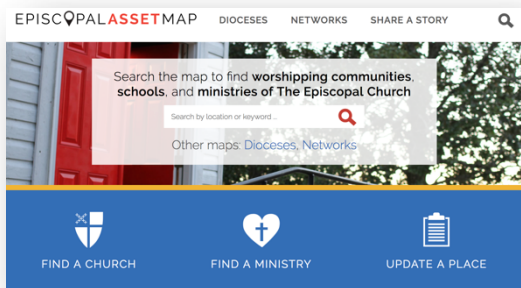 EPISCOPALASSETMAP DIOCESES NETWORKS SHARE A STORY
Search the map to find worshipping communities,
schools, and ministries of The Episcopal Church
Search by location or keyword ...
Other maps: Dioceses, Networks
FIND A CHURCH FIND A MINISTRY UPDATE A PLACE